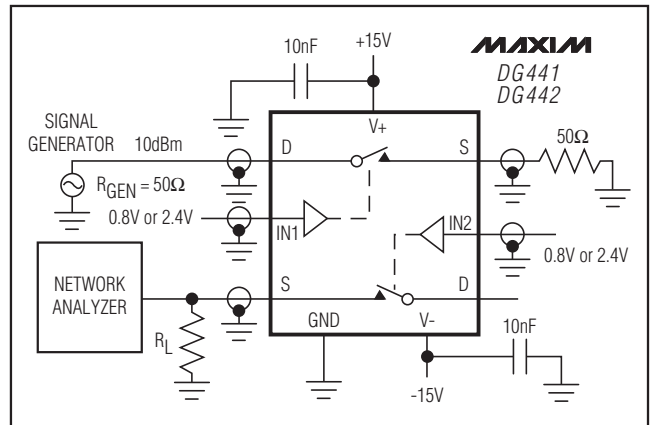 10nF
+15V
MAXIM
DG441
DG442
SIGNAL
GENERATOR
10dBm
V+
D
S
50Ω
RGEN = 50Ω
0.8V or 2.4V
IN1
IN2
0.8V or 2.4V
NETWORK
ANALYZER
S
D
RL
GND
V-
10nF
-15V